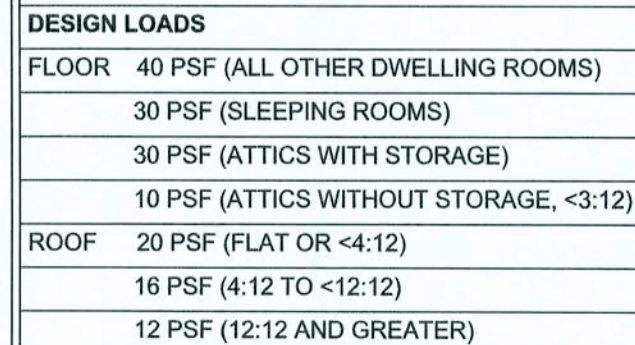 DESIGN LOADS
FLOOR 40 PSF (ALL OTHER DWELLING ROOMS)
30 PSF (SLEEPING ROOMS)
30 PSF (ATTICS WITH STORAGE)
10 PSF (ATTICS WITHOUT STORAGE, <3:12)
ROOF 20 PSF (FLAT OR <4:12)
16 PSF (4:12 TO <12:12)
12 PSF (12:12 AND GREATER)